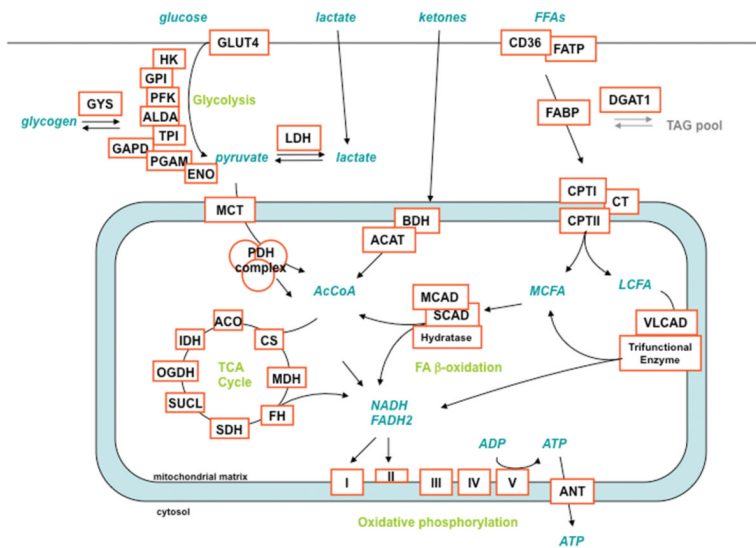 glucose
lactate
ketones
FFAs
GLUT4
CD36
FATP
HK
GPI
PFK
ALDA
TPI
GAPD
PGAM
ENO
Glycolysis
GYS
glycogen
LDH
pyruvate
lactate
FABP
DGAT1
TAG pool
CPTI
CT
CPTII
MCT
BDH
ACAT
PDH
complex
AcCoA
MCAD
SCAD
Hydratase
MCFA
LCFA
VLCAD
Trifunctional
Enzyme
ACO
IDH
CS
OGDH
TCA
Cycle
MDH
SUCL
FH
SDH
FA β-oxidation
NADH
FADH2
ADP
ATP
mitochondrial matrix
I
II
III
IV
V
ANT
cytosol
Oxidative phosphorylation
ATP